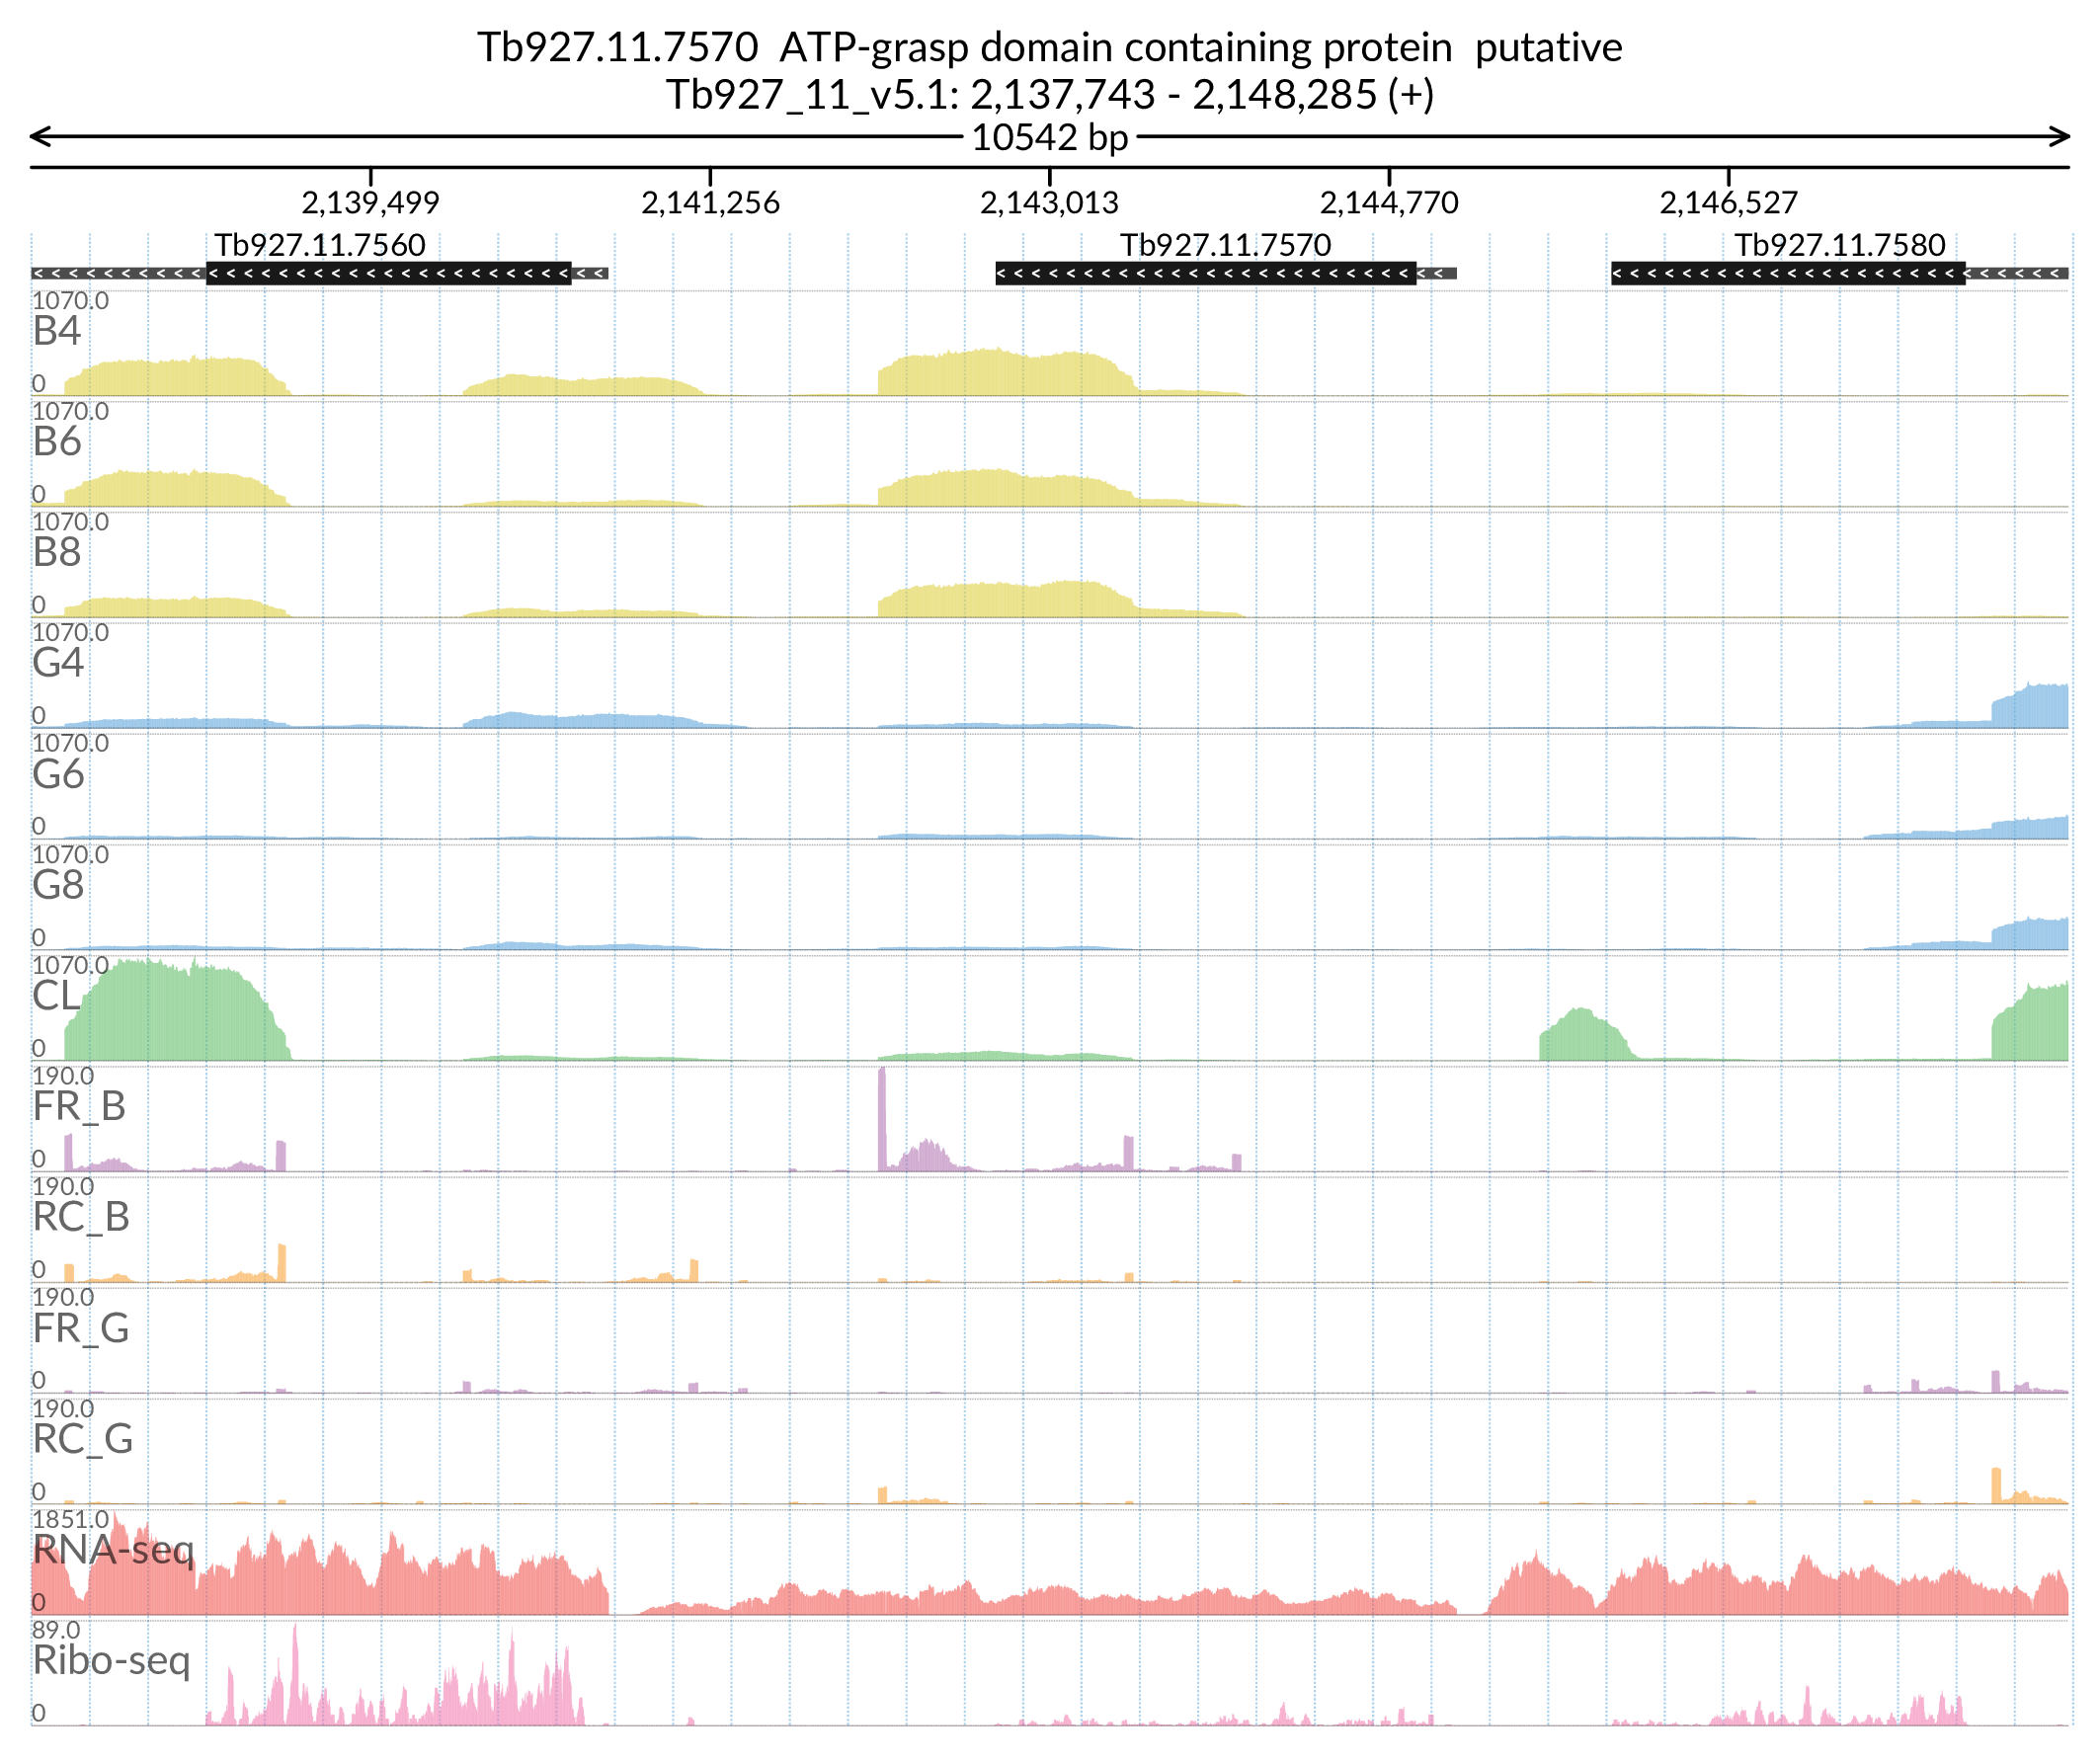 Tb927.11.7570  ATP-grasp domain containing protein  putative
Tb927_11_v5.1: 2,137,743 - 2,148,285 (+)
10542 bp
2,139,499 2,141,256 2,143,013 2,144,770 2,146,527
Tb927.11.7560 Tb927.11.7570 Tb927.11.7580
1070.0
B4
0
1070.0
B6
0
1070.0
B8
0
1070.0
G4
0
1070.0
G6
0
1070.0
G8
0
1070.0
CL
0
190.0
FR_B
0
190.0
RC_B
0
190.0
FR_G
0
190.0
RC_G
0
1851.0
RNA-seq
0
89.0
Ribo-seq
0